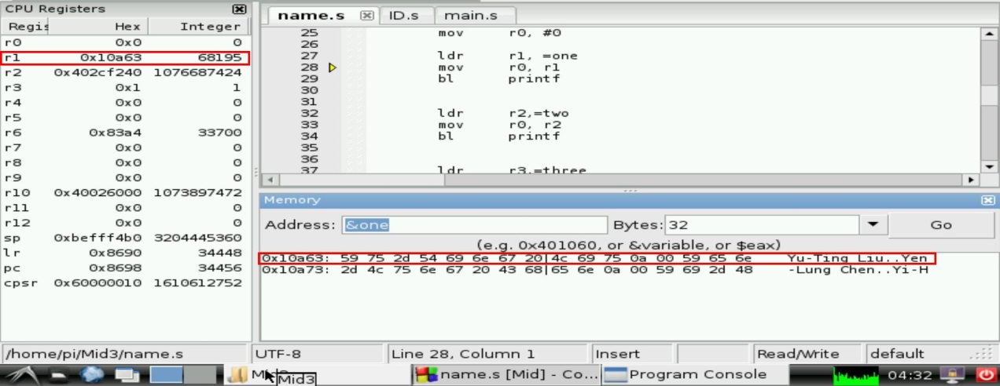 CPU Registers
Regis Hex Integer
r0 0x0 0
r1 0x10a63 68195
r2 0x402cf240 1076687424
r3 0x1 1
r4 0x0 0
r5 0x0 0
r6 0x83a4 33700
r7 0x0 0
r8 0x0 0
r9 0x0 0
r10 0x40026000 1073897472
r11 0x0 0
r12 0x0 0
sp 0xbefff4b0 3204445360
lr 0x8690 34448
pc 0x8698 34456
cpsr 0x60000010 1610612752
name.s ID.s main.s
25 mov r0, #0
26
27 ldr r1, =one
28 mov r0, r1
29 bl printf
30
31
32 ldr r2,=two
33 mov r0, r2
34 bl printf
35
36
37 ldr r3,=three
Memory
Address: &one Bytes: 32 Go
(e.g. 0x401060, or &variable, or $eax)
0x10a63: 59 75 2d 54 69 6e 67 20|4c 69 75 0a 00 59 65 6e Yu-Ting Liu..Yen
0x10a73: 2d 4c 75 6e 67 20 43 68|65 6e 0a 00 59 69 2d 48 -Lung Chen..Yi-H
/home/pi/Mid3/name.s UTF-8 Line 28, Column 1 Insert Read/Write default
Mid3 name.s [Mid] - Co... Program Console 04:32